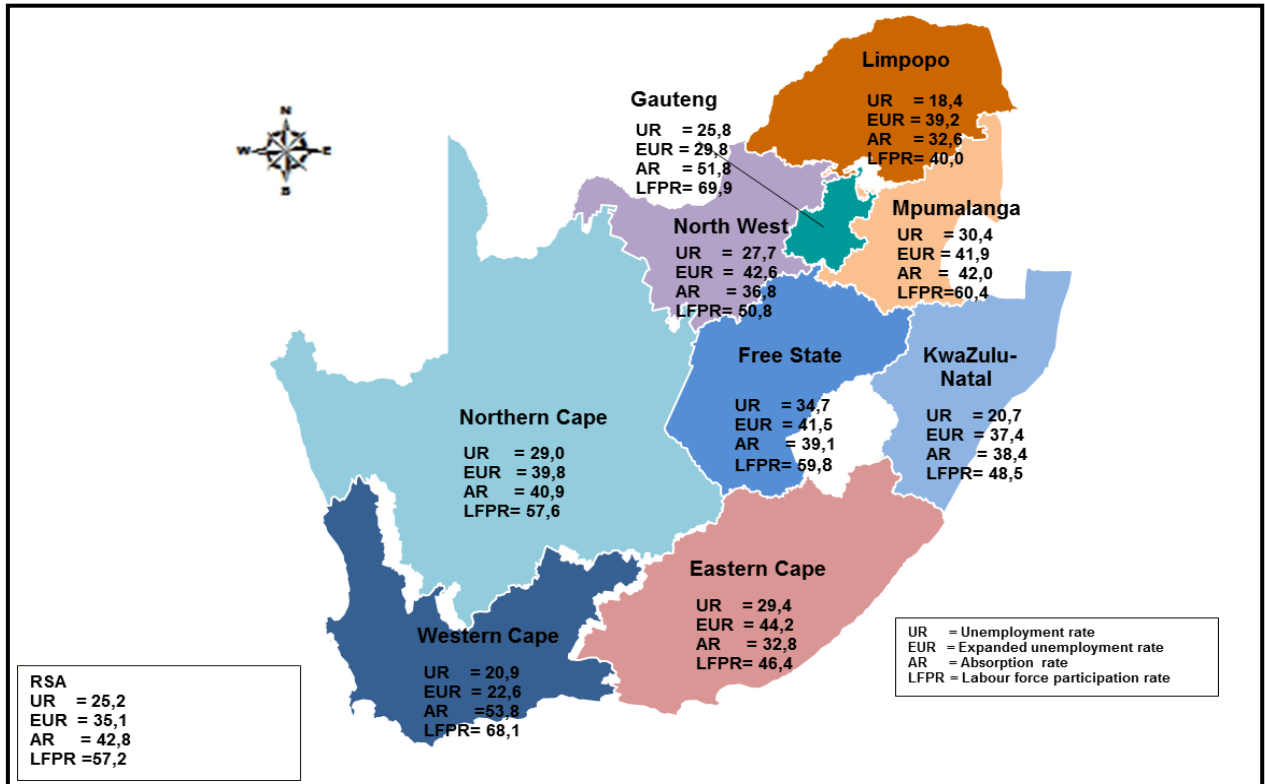 N
W
E
S
Limpopo
UR = 18,4
EUR = 39,2
AR = 32,6
LFPR= 40,0
Gauteng
UR = 25,8
EUR = 29,8
AR = 51,8
LFPR= 69,9
Mpumalanga
UR = 30,4
EUR = 41,9
AR = 42,0
LFPR=60,4
North West
UR = 27,7
EUR = 42,6
AR = 36,8
LFPR= 50,8
Free State
UR = 34,7
EUR = 41,5
AR = 39,1
LFPR= 59,8
KwaZulu-
Natal
UR = 20,7
EUR = 37,4
AR = 38,4
LFPR= 48,5
Northern Cape
UR = 29,0
EUR = 39,8
AR = 40,9
LFPR= 57,6
Eastern Cape
UR = 29,4
EUR = 44,2
AR = 32,8
LFPR= 46,4
Western Cape
UR = 20,9
EUR = 22,6
AR =53,8
LFPR= 68,1
UR = Unemployment rate
EUR = Expanded unemployment rate
AR = Absorption rate
LFPR = Labour force participation rate
RSA
UR = 25,2
EUR = 35,1
AR = 42,8
LFPR =57,2